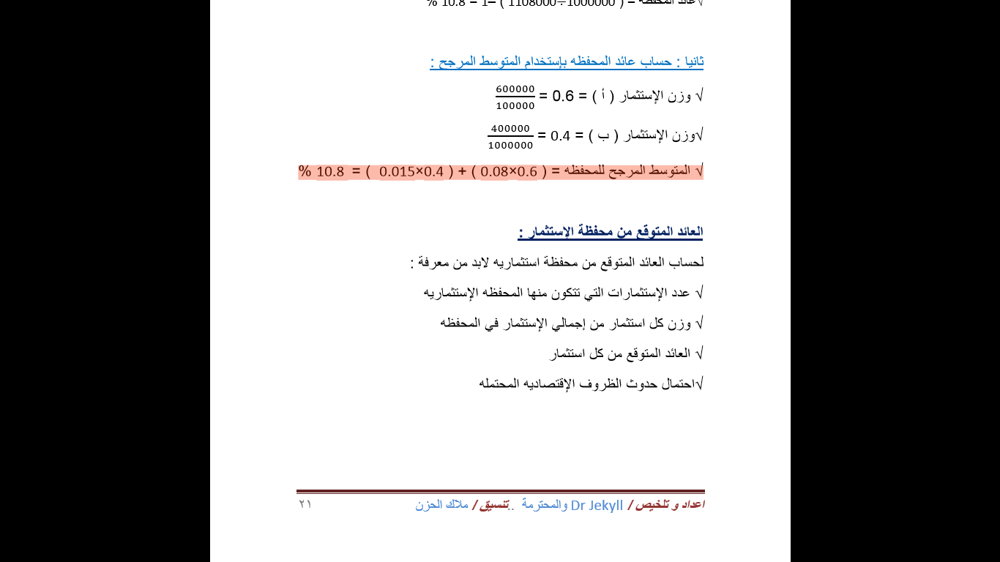 √عائد المحفظه = ( 1000000÷1108000 ) –1 = 10.8 %
ثانيا : حساب عائد المحفظه بإستخدام المتوسط المرجح :
√ وزن الإستثمار ( أ ) = 0.6 = 600000/100000
√وزن الإستثمار ( ب ) = 0.4 = 400000/1000000
√ المتوسط المرجح للمحفظه = ( 0.6×0.08 ) + ( 0.4×0.015 ) = 10.8 %
العائد المتوقع من محفظة الإستثمار :
لحساب العائد المتوقع من محفظة استثماريه لابد من معرفة :
√ عدد الإستثمارات التي تتكون منها المحفظه الإستثماريه
√ وزن كل استثمار من إجمالي الإستثمار في المحفظه
√ العائد المتوقع من كل استثمار
√احتمال حدوث الظروف الإقتصاديه المحتمله
اعداد و تلخيص / Dr Jekyll والمحترمة ..تنسيق / ملاك الحزن ٢١